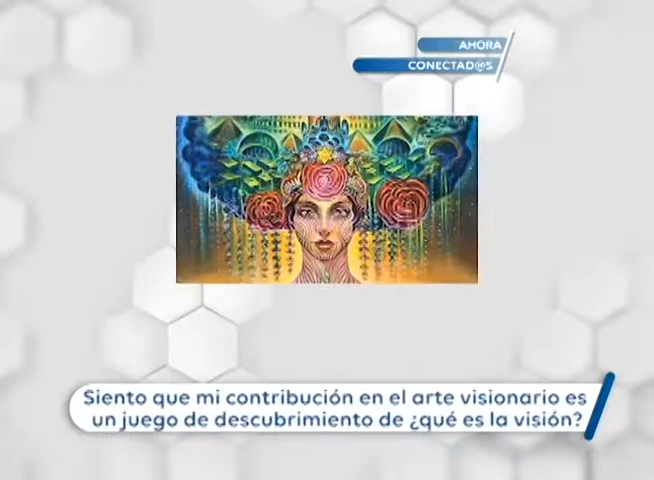 AHORA
CONECTAD@S
Siento que mi contribución en el arte visionario es
un juego de descubrimiento de ¿qué es la visión?